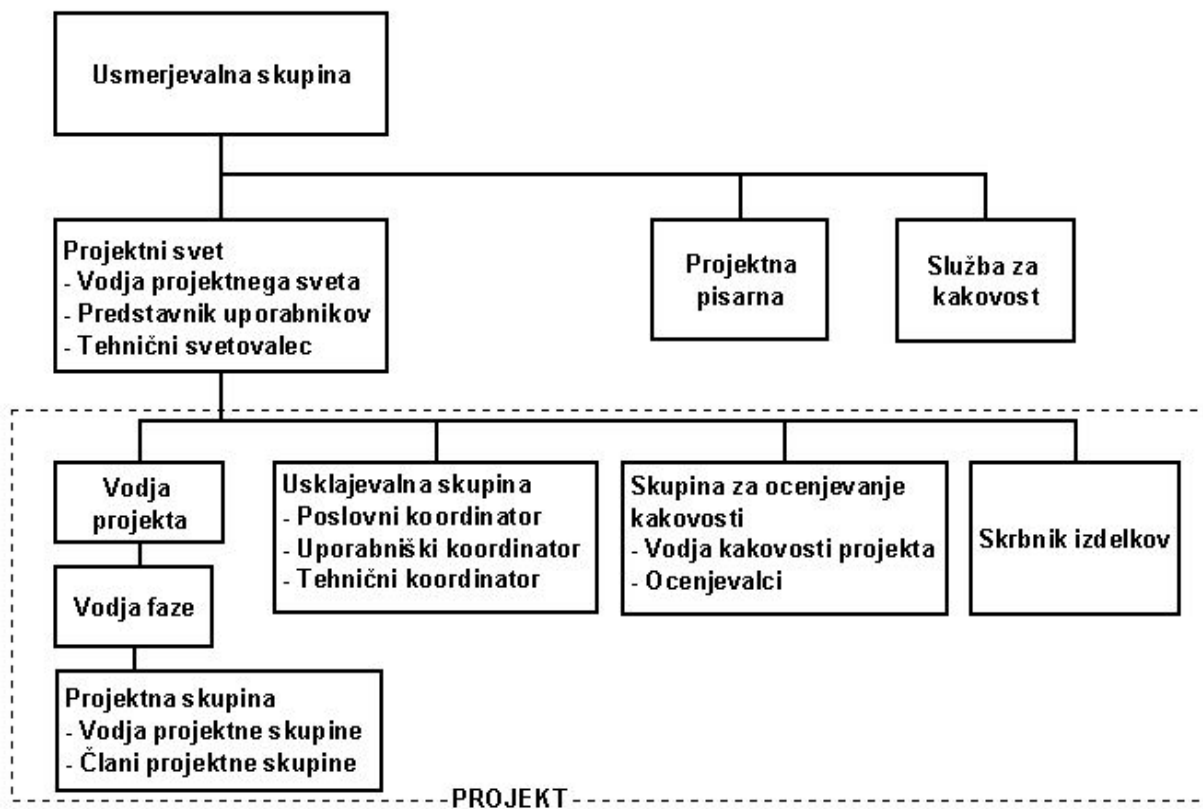 Usmerjevalna skupina
Projektni svet
- Vodja projektnega sveta
- Predstavnik uporabnikov
- Tehnični svetovalec
Projektna
pisarna
Služba za
kakovost
Vodja
projekta
Usklajevalna skupina
- Poslovni koordinator
- Uporabniški koordinator
- Tehnični koordinator
Skupina za ocenjevanje
kakovosti
- Vodja kakovosti projekta
- Ocenjevalci
Skrbnik izdelkov
Vodja faze
Projektna skupina
- Vodja projektne skupine
- Člani projektne skupine
PROJEKT